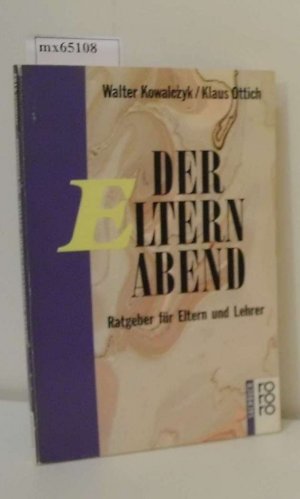 mx65108
Walter Kowalczyk/Klaus Ottich
DER
ELTERN
ABEND
Ratgeber für Eltern und Lehrer
rororo